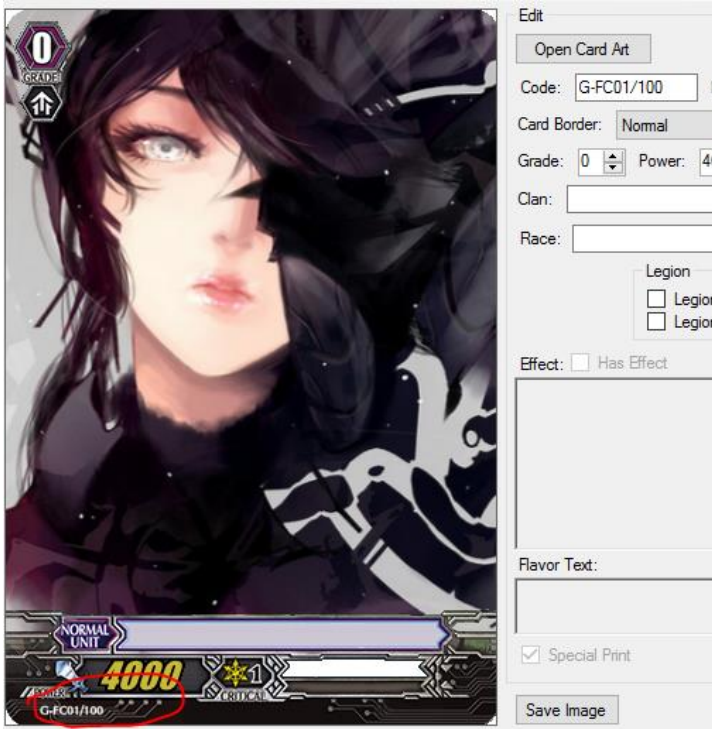 0
GRADE
NORMAL
UNIT
POWER
4000
1
CRITICAL
G-FC01/100
Edit
Open Card Art
Code: G-FC01/100
Card Border: Normal
Grade: 0 Power:
Clan:
Race:
Legion
Effect: Has Effect
Flavor Text:
Special Print
Save Image